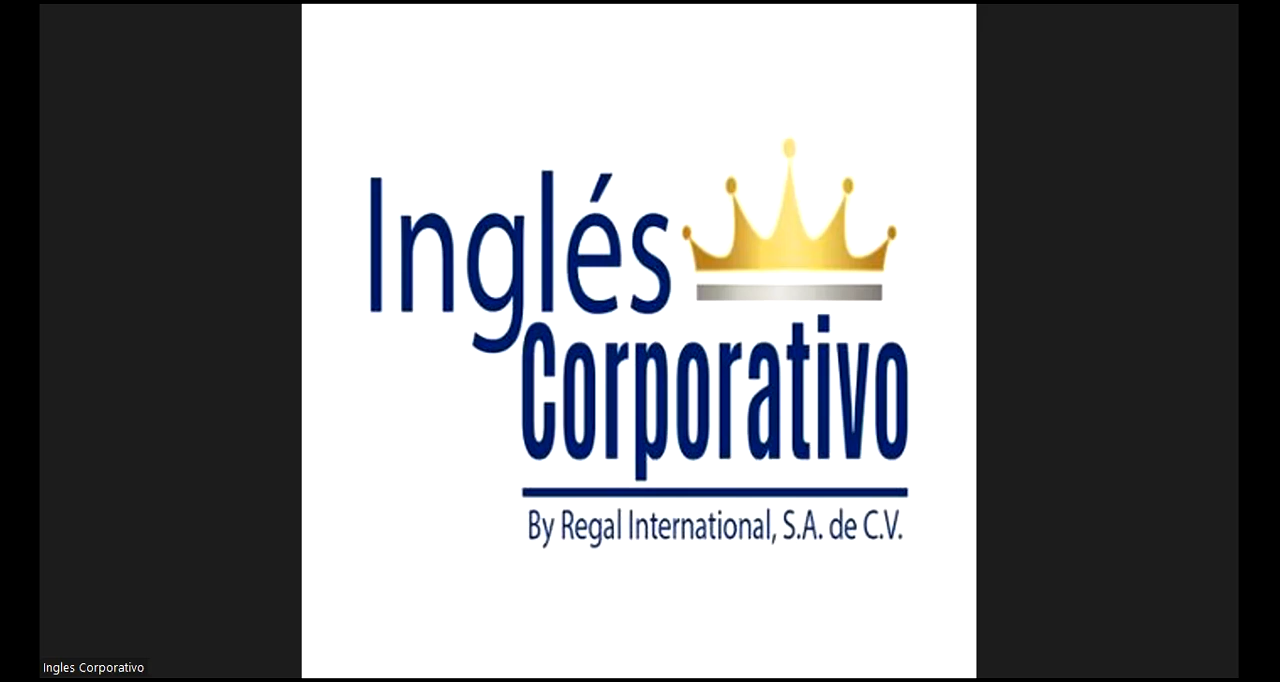 Inglés
Corporativo
By Regal International, S.A. de C.V.
Ingles Corporativo